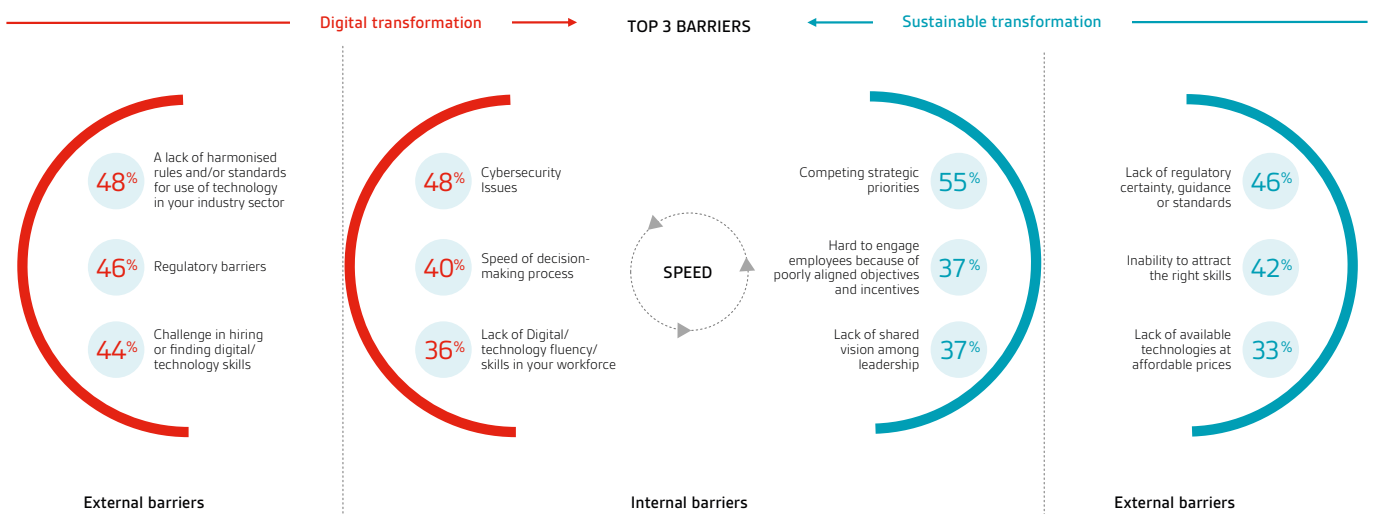 Digital transformation
TOP 3 BARRIERS
Sustainable transformation
48%
A lack of harmonised
rules and/or standards
for use of technology
in your industry sector
46%
Regulatory barriers
44%
Challenge in hiring
or finding digital/
technology skills
External barriers
48%
Cybersecurity
Issues
40%
Speed of decision-
making process
36%
Lack of Digital/
technology fluency/
skills in your workforce
SPEED
Competing strategic
priorities
55%
Hard to engage
employees because of
poorly aligned objectives
and incentives
37%
Lack of shared
vision among
leadership
37%
Internal barriers
Lack of regulatory
certainty, guidance
or standards
46%
Inability to attract
the right skills
42%
Lack of available
technologies at
affordable prices
33%
External barriers